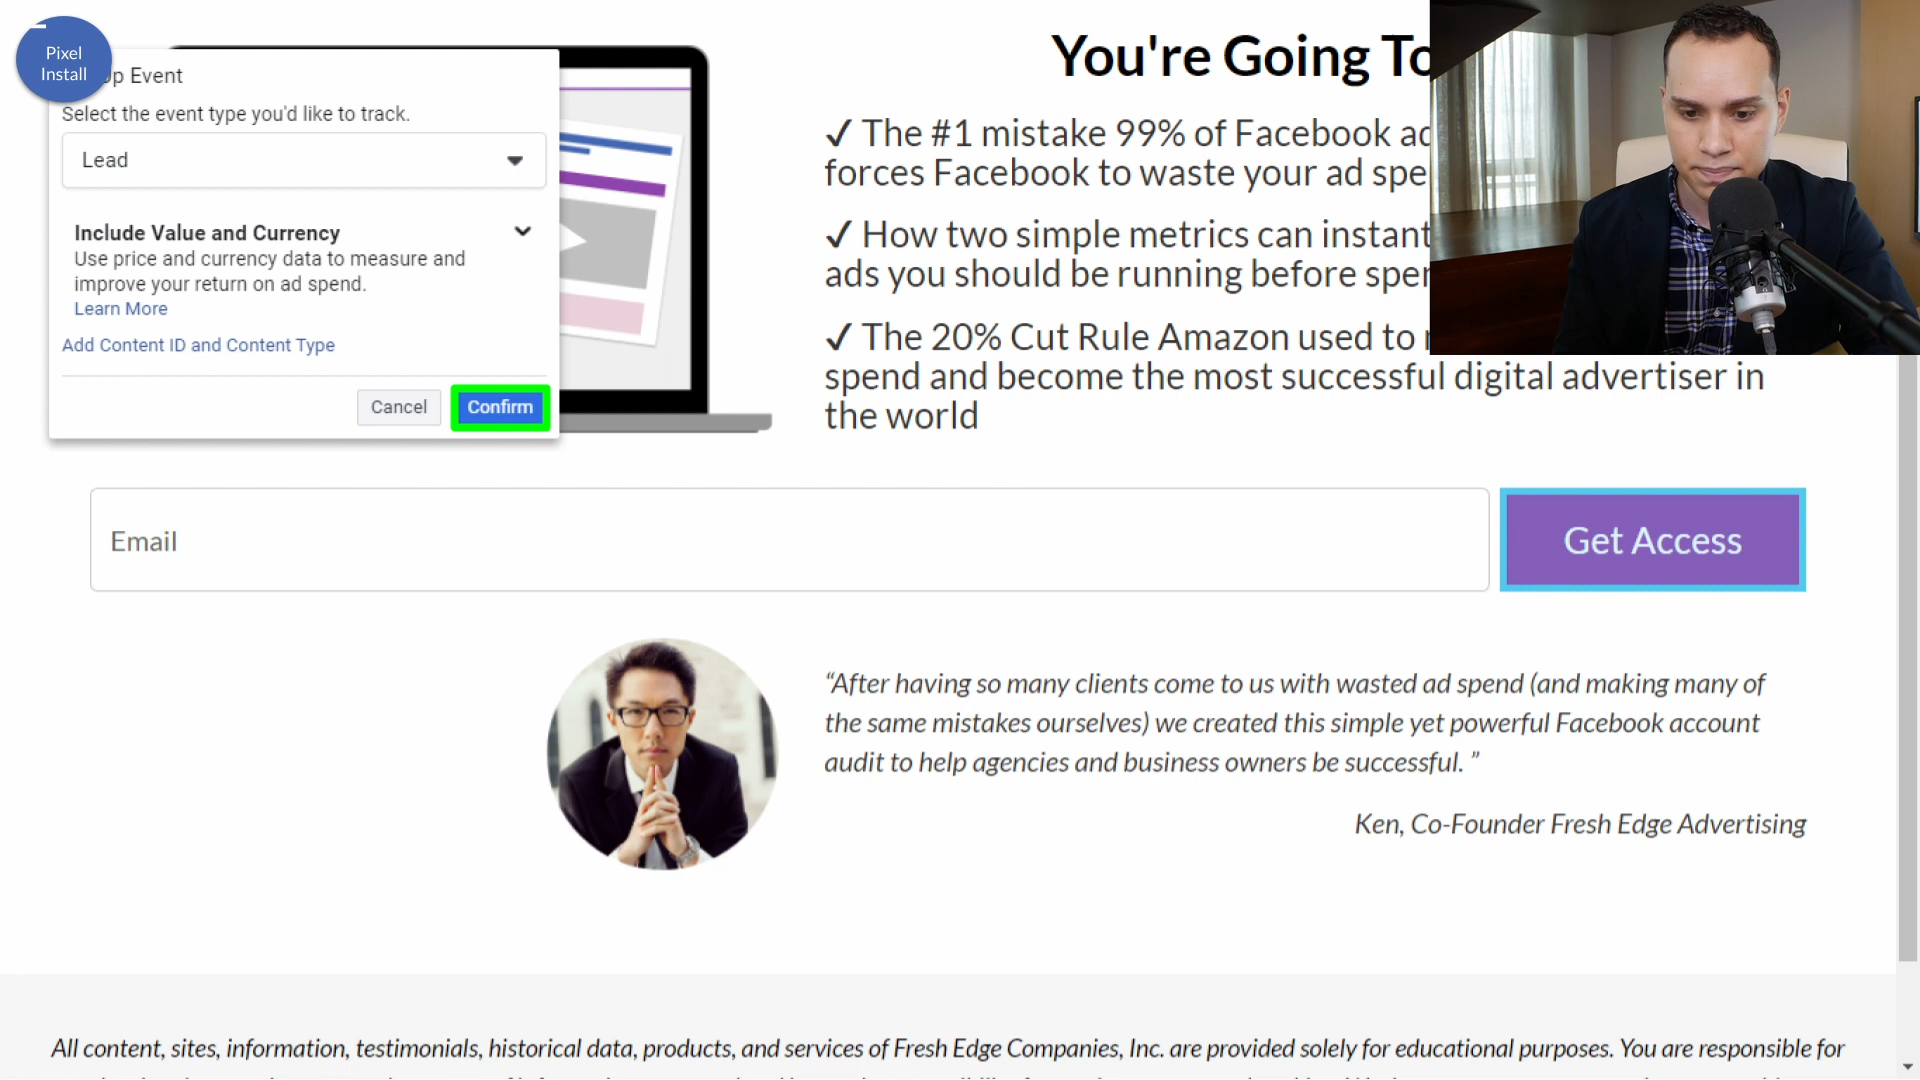 Pixel
Install
p Event
Select the event type you'd like to track.
Lead
Include Value and Currency
Use price and currency data to measure and
improve your return on ad spend.
Learn More
Add Content ID and Content Type
Cancel
Confirm
You're Going To
✓ The #1 mistake 99% of Facebook ad
forces Facebook to waste your ad spe
✓ How two simple metrics can instant
ads you should be running before spen
✓ The 20% Cut Rule Amazon used to
spend and become the most successful digital advertiser in
the world
Email
Get Access
“After having so many clients come to us with wasted ad spend (and making many of
the same mistakes ourselves) we created this simple yet powerful Facebook account
audit to help agencies and business owners be successful. ”
Ken, Co-Founder Fresh Edge Advertising
All content, sites, information, testimonials, historical data, products, and services of Fresh Edge Companies, Inc. are provided solely for educational purposes. You are responsible for